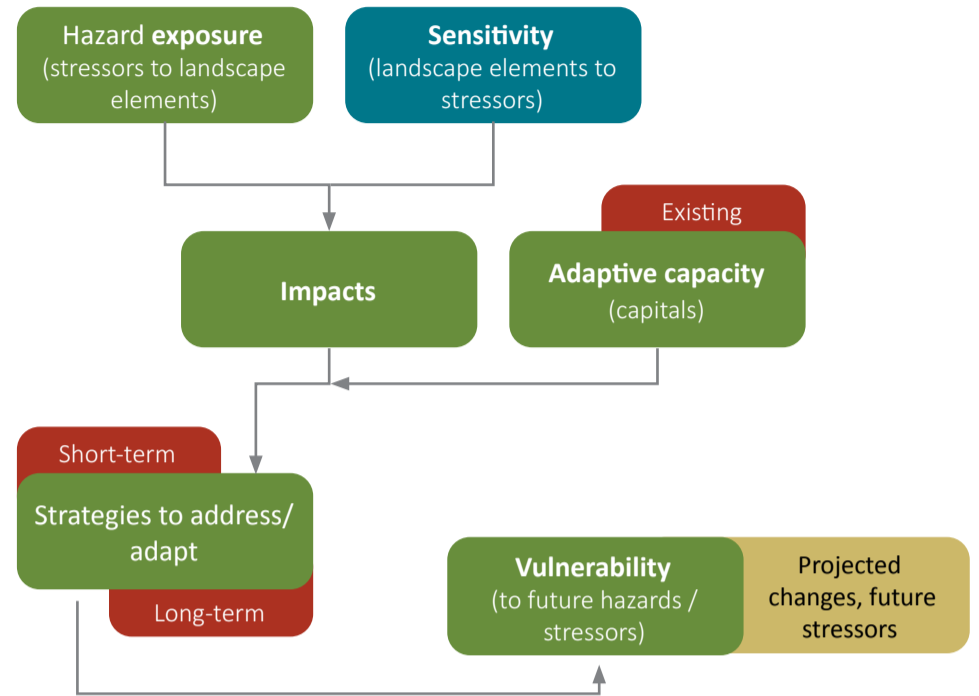 Hazard exposure
(stressors to landscape
elements)
Sensitivity
(landscape elements to
stressors)
Existing
Impacts
Adaptive capacity
(capitals)
Short-term
Strategies to address/
adapt
Long-term
Vulnerability
(to future hazards /
stressors)
Projected
changes, future
stressors